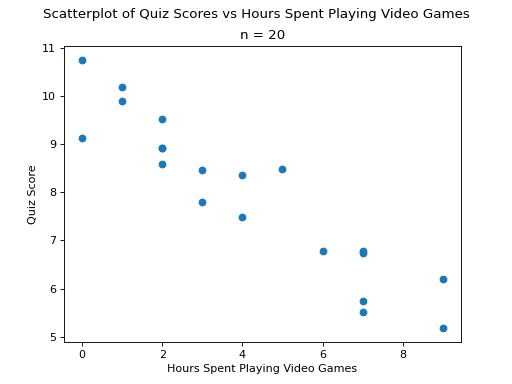 Scatterplot of Quiz Scores vs Hours Spent Playing Video Games
n = 20
11
10
9
8
7
6
5
Quiz Score
0 2 4 6 8
Hours Spent Playing Video Games